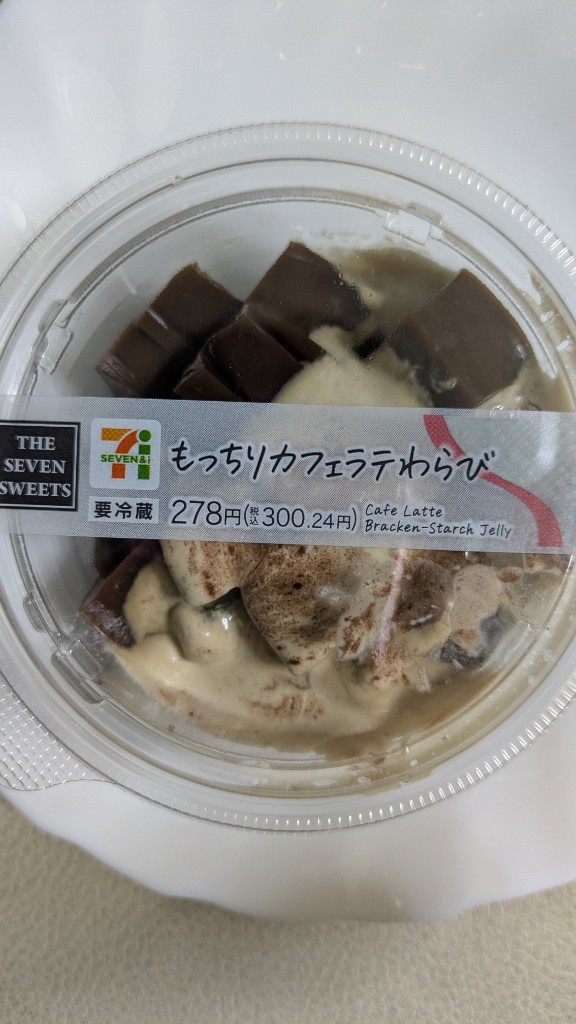 THE
SEVEN
SWEETS
7i
SEVEN&i
もっちりカフェラテわらび
要冷蔵
278円(税込300.24円)
Cafe Latte
Bracken-Starch Jelly